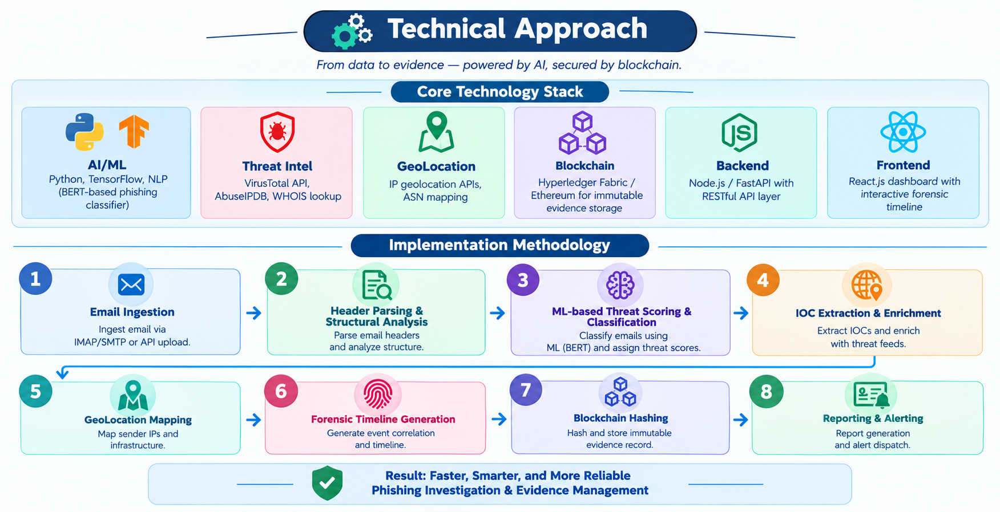 Technical Approach
From data to evidence — powered by AI, secured by blockchain.
Core Technology Stack
AI/ML
Python, TensorFlow, NLP
(BERT-based phishing
classifier)
Threat Intel
VirusTotal API,
AbuseIPDB, WHOIS lookup
GeoLocation
IP geolocation APIs,
ASN mapping
Blockchain
Hyperledger Fabric /
Ethereum for immutable
evidence storage
JS
Backend
Node.js / FastAPI with
RESTful API layer
Frontend
React.js dashboard with
interactive forensic
timeline
Implementation Methodology
1
Email Ingestion
Ingest email via
IMAP/SMTP or API upload.
2
Header Parsing &
Structural Analysis
Parse email headers
and analyze structure.
3
ML-based Threat Scoring &
Classification
Classify emails using
ML (BERT) and assign threat scores.
4
IOC Extraction & Enrichment
Extract IOCs and enrich
with threat feeds.
5
GeoLocation Mapping
Map sender IPs and
infrastructure.
6
Forensic Timeline Generation
Generate event correlation
and timeline.
7
Blockchain Hashing
Hash and store immutable
evidence record.
8
Reporting & Alerting
Report generation
and alert dispatch.
Result: Faster, Smarter, and More Reliable
Phishing Investigation & Evidence Management